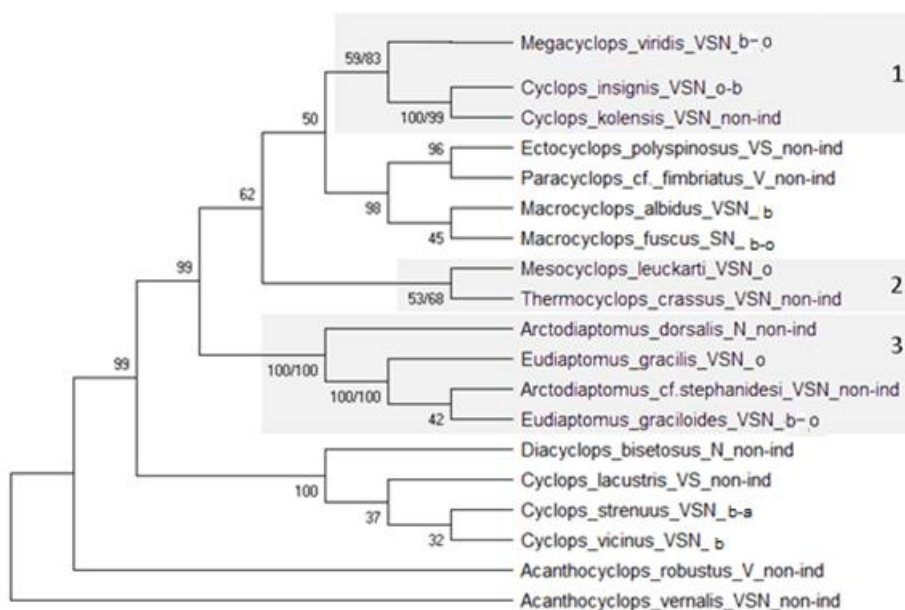 Megacyclops_viridis_VSN_b-o
59/83
1
Cyclops_insignis_VSN_o-b
100/99
Cyclops_kolensis_VSN_non-ind
50
96
Ectocyclops_polyspinosus_VS_non-ind
Paracyclops_cf._fimbriatus_V_non-ind
98
62
Macrocyclops_albidus_VSN_b
45
Macrocyclops_fuscus_SN_b-o
99
Mesocyclops_leuckarti_VSN_o
2
53/68
Thermocyclops_crassus_VSN_non-ind
Arctodiaptomus_dorsalis_N_non-ind
3
99
100/100
Eudiaptomus_gracilis_VSN_o
100/100
Arctodiaptomus_cf.stephanidesi_VSN_non-ind
42
Eudiaptomus_graciloides_VSN_b-o
Diacyclops_bisetosus_N_non-ind
100
Cyclops_lacustris_VS_non-ind
37
Cyclops_strenuus_VSN_b-a
32
Cyclops_vicinus_VSN_b
Acanthocyclops_robustus_V_non-ind
Acanthocyclops_vernalis_VSN_non-ind